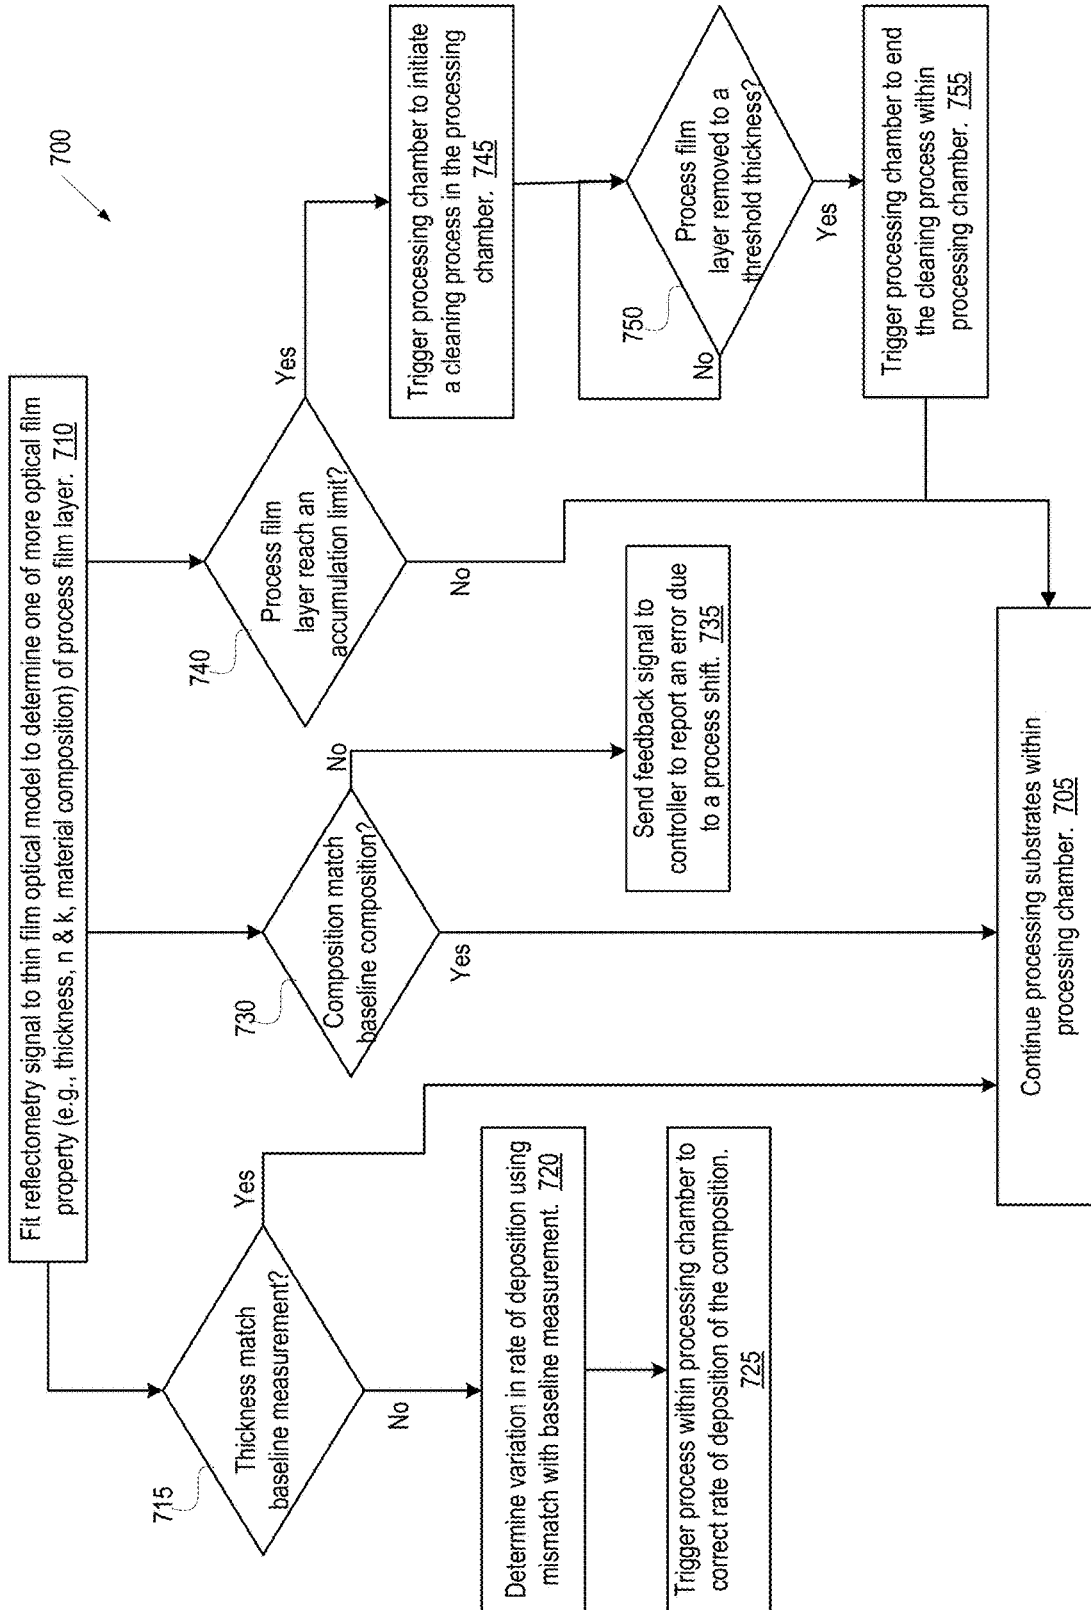 700
Fit reflectometry signal to thin film optical model to determine one of more optical film
property (e.g., thickness, n & k, material composition) of process film layer. 710
715
Thickness match
baseline measurement?
Yes
No
Determine variation in rate of deposition using
mismatch with baseline measurement. 720
Trigger process within processing chamber to
correct rate of deposition of the composition.
725
730
Composition match
baseline composition?
No
Yes
Send feedback signal to
controller to report an error due
to a process shift. 735
740
Process film
layer reach an
accumulation limit?
Yes
No
Trigger processing chamber to initiate
a cleaning process in the processing
chamber. 745
750
Process film
layer removed to a
threshold thickness?
No
Yes
Trigger processing chamber to end
the cleaning process within
processing chamber. 755
Continue processing substrates within
processing chamber. 705